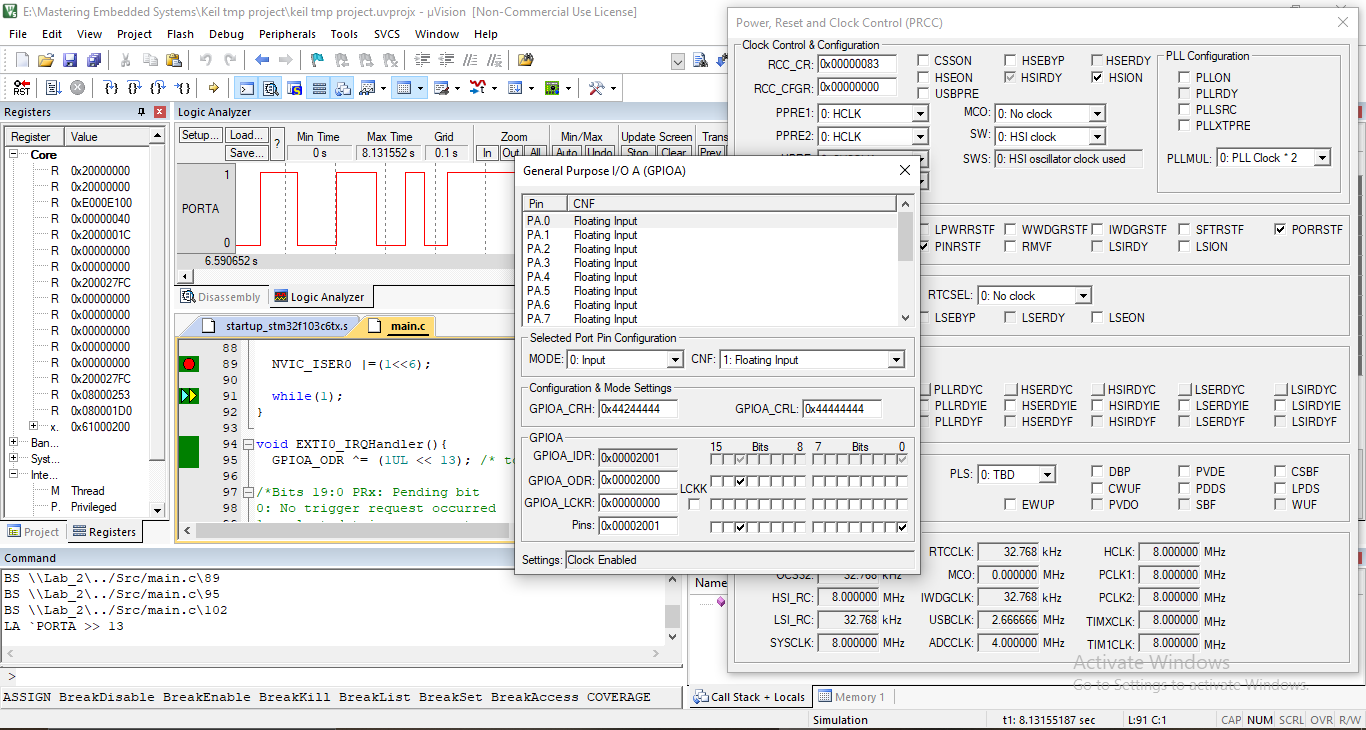 E:\Mastering Embedded Systems\Keil tmp project\keil tmp project.uvprojx - µVision [Non-Commercial Use License]
File Edit View Project Flash Debug Peripherals Tools SVCS Window Help
RST
Registers
Register Value
Core
R 0x20000000
R 0x20000000
R 0xE000E100
R 0x00000040
R 0x2000001C
R 0x00000000
R 0x00000000
R 0x200027FC
R 0x00000000
R 0x00000000
R 0x00000000
R 0x00000000
R 0x00000000
R 0x200027FC
R 0x08000253
R 0x080001D0
x. 0x61000200
Ban...
Syst...
Inte...
M Thread
P. Privileged
Project Registers
Logic Analyzer
Setup... Load... Save... ?
Min Time Max Time Grid Zoom Min/Max Update Screen Trans
0 s 8.131552 s 0.1 s In Out All Auto Undo Stop Clear Prev
1
PORTA
0
6.590652 s
Disassembly Logic Analyzer
startup_stm32f103c6tx.s main.c
88
89 NVIC_ISER0 |=(1<<6);
90
91 while(1);
92 }
93
94 void EXTI0_IRQHandler(){
95 GPIOA_ODR ^= (1UL << 13); /* to
96
97 /*Bits 19:0 PRx: Pending bit
98 0: No trigger request occurred
Command
BS \\Lab_2\../Src/main.c\89
BS \\Lab_2\../Src/main.c\95
BS \\Lab_2\../Src/main.c\102
LA `PORTA >> 13
>
ASSIGN BreakDisable BreakEnable BreakKill BreakList BreakSet BreakAccess COVERAGE
General Purpose I/O A (GPIOA)
Pin CNF
PA.0 Floating Input
PA.1 Floating Input
PA.2 Floating Input
PA.3 Floating Input
PA.4 Floating Input
PA.5 Floating Input
PA.6 Floating Input
PA.7 Floating Input
Selected Port Pin Configuration
MODE: 0: Input CNF: 1: Floating Input
Configuration & Mode Settings
GPIOA_CRH: 0x44244444 GPIOA_CRL: 0x44444444
GPIOA
15 Bits 8 7 Bits 0
GPIOA_IDR: 0x00002001
GPIOA_ODR: 0x00002000
LCKK
GPIOA_LCKR: 0x00000000
Pins: 0x00002001
Settings: Clock Enabled
Power, Reset and Clock Control (PRCC)
Clock Control & Configuration
RCC_CR: 0x00000083
RCC_CFGR: 0x00000000
CSSON HSEBYP HSERDY
HSEON HSIRDY HSION
USBPRE
PPRE1: 0: HCLK MCO: 0: No clock
PPRE2: 0: HCLK SW: 0: HSI clock
SWS: 0: HSI oscillator clock used
PLL Configuration
PLLON
PLLRDY
PLLSRC
PLLXTPRE
PLLMUL: 0: PLL Clock * 2
LPWRRSTF WWDGRSTF IWDGRSTF SFTRSTF PORRSTF
PINRSTF RMVF LSIRDY LSION
RTCSEL: 0: No clock
LSEBYP LSERDY LSEON
PLLRDYC HSERDYC HSIRDYC LSERDYC LSIRDYC
PLLRDYIE HSERDYIE HSIRDYIE LSERDYIE LSIRDYIE
PLLRDYF HSERDYF HSIRDYF LSERDYF LSIRDYF
PLS: 0: TBD DBP PVDE CSBF
CWUF PDDS LPDS
EWUP PVDO SBF WUF
RTCCLK: 32.768 kHz HCLK: 8.000000 MHz
OCS32: 32.768 kHz MCO: 0.000000 MHz PCLK1: 8.000000 MHz
HSI_RC: 8.000000 MHz IWDGCLK: 32.768 kHz PCLK2: 8.000000 MHz
LSI_RC: 32.768 kHz USBCLK: 2.666666 MHz TIMXCLK: 8.000000 MHz
SYSCLK: 8.000000 MHz ADCCLK: 4.000000 MHz TIM1CLK: 8.000000 MHz
Name
Activate Windows
Go to Settings to activate Windows.
Call Stack + Locals Memory 1
Simulation t1: 8.13155187 sec L:91 C:1 CAP NUM SCRL OVR R/W